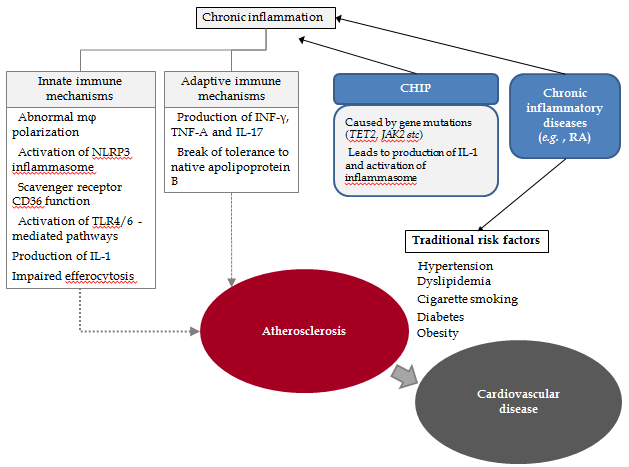 Chronic inflammation
Innate immune
mechanisms
Abnormal mφ
polarization
Activation of NLRP3
inflammasome
Scavenger receptor
CD36 function
Activation of TLR4/6 -
mediated pathways
Production of IL-1
Impaired efferocytosis
Adaptive immune
mechanisms
Production of INF-γ,
TNF-A and IL-17
Break of tolerance to
native apolipoprotein
B
CHIP
Caused by gene mutations
(TET2, JAK2 stc)
Leads to production of IL-1
and activation of
inflammasome
Chronic
inflammatory
diseases
(e.g. , RA)
Traditional risk factors
Hypertension
Dyslipidemia
Cigarette smoking
Diabetes
Obesity
Atherosclerosis
Cardiovascular
disease